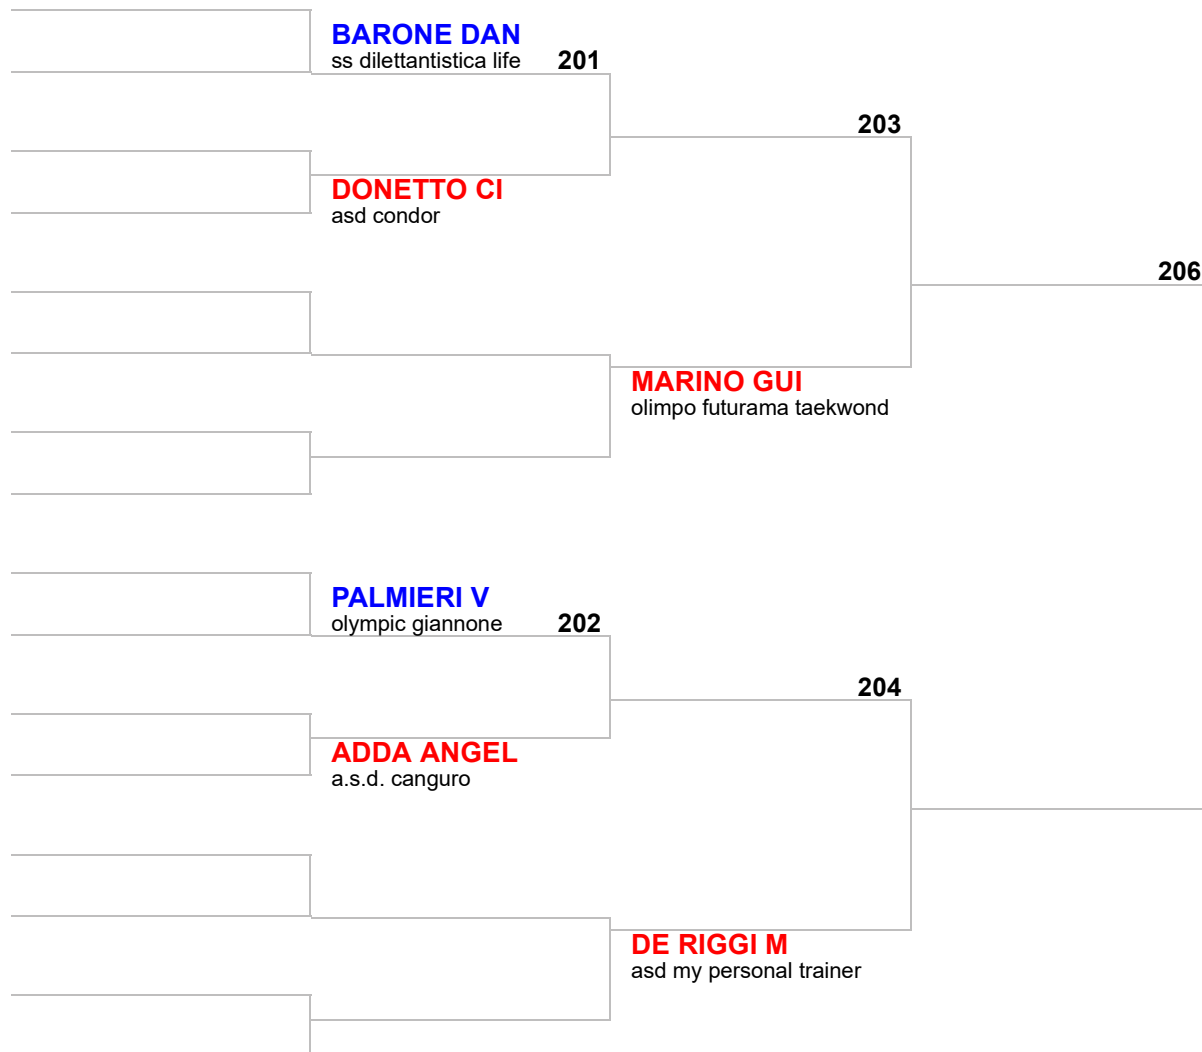 BARONE DAN
ss dilettantistica life 201
203
DONETTO CI
asd condor
206
MARINO GUI
olimpo futurama taekwond
PALMIERI V
olympic giannone 202
204
ADDA ANGEL
a.s.d. canguro
DE RIGGI M
asd my personal trainer